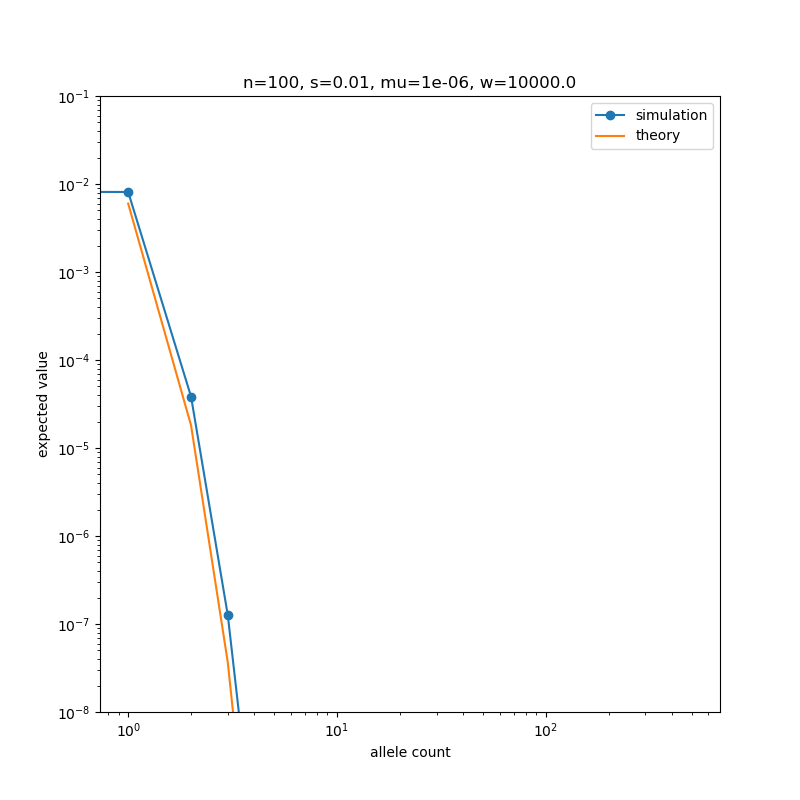 n=100, s=0.01, mu=1e-06, w=10000.0
simulation
theory
10⁻¹
10⁻²
10⁻³
10⁻⁴
10⁻⁵
10⁻⁶
10⁻⁷
10⁻⁸
expected value
10⁰ 10¹ 10²
allele count